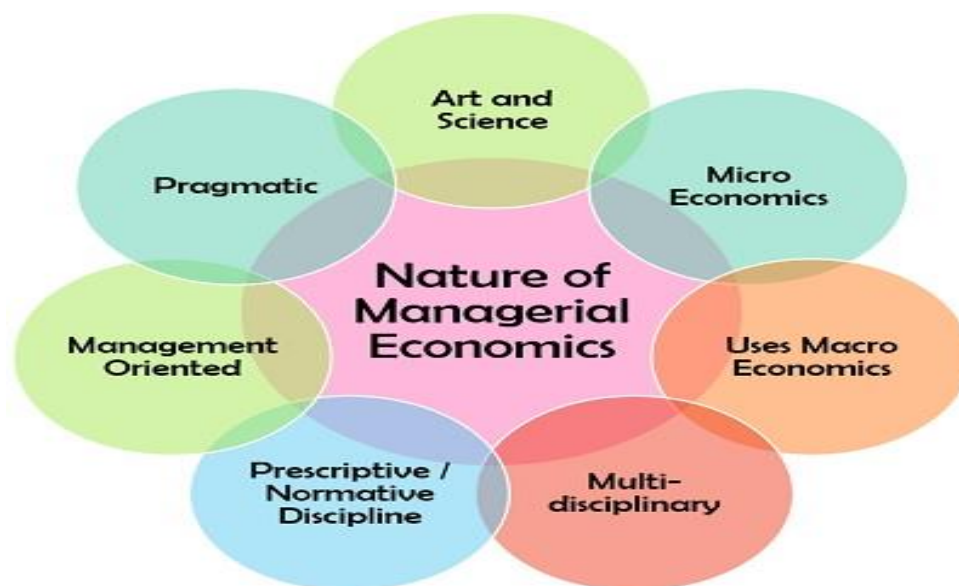 Art and
Science
Micro
Economics
Uses Macro
Economics
Multi-
disciplinary
Prescriptive /
Normative
Discipline
Management
Oriented
Pragmatic
Nature of
Managerial
Economics